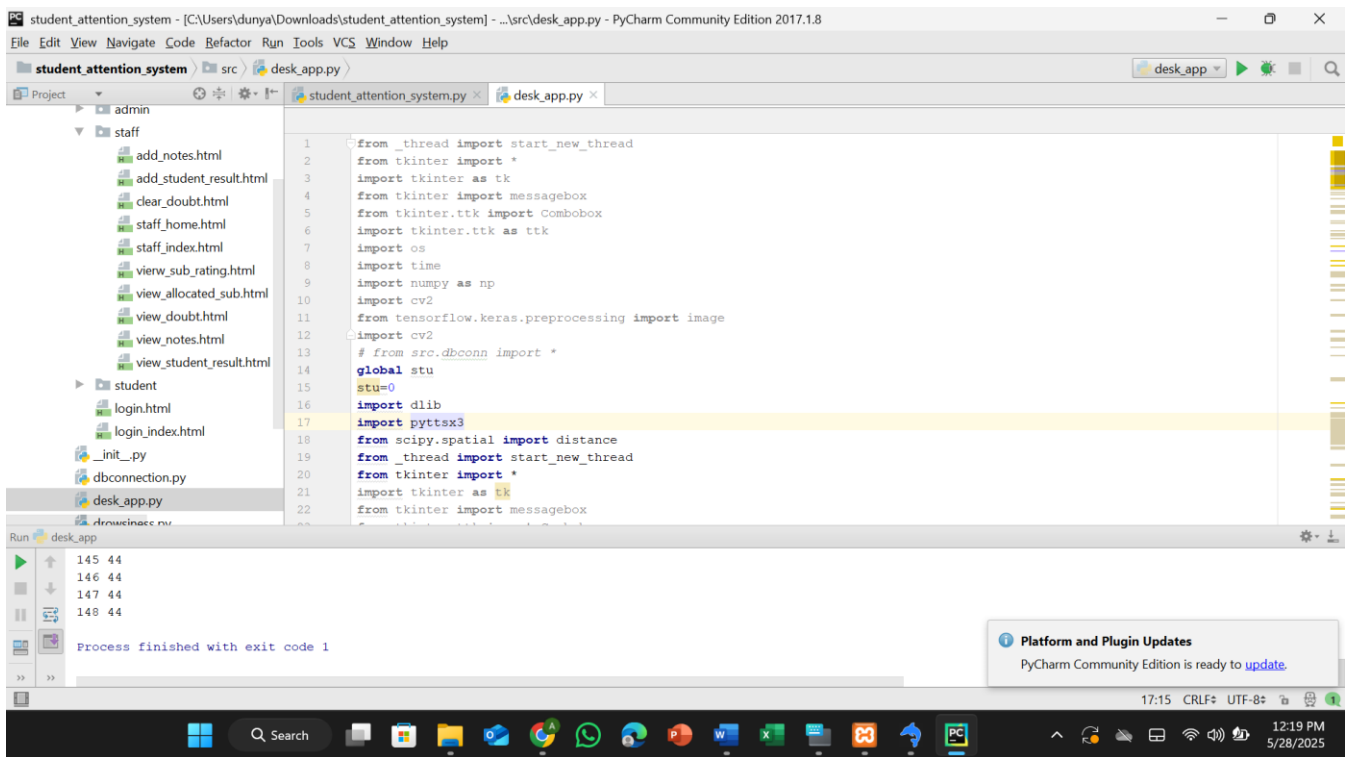 PC student_attention_system - [C:\Users\dunya\Downloads\student_attention_system] - ...\src\desk_app.py - PyCharm Community Edition 2017.1.8
File Edit View Navigate Code Refactor Run Tools VCS Window Help
student_attention_system src desk_app.py desk_app
Project student_attention_system.py desk_app.py
admin
staff
add_notes.html
add_student_result.html
clear_doubt.html
staff_home.html
staff_index.html
vierw_sub_rating.html
view_allocated_sub.html
view_doubt.html
view_notes.html
view_student_result.html
student
login.html
login_index.html
__init__.py
dbconnection.py
desk_app.py
drowsiness.py
1 from _thread import start_new_thread
2 from tkinter import *
3 import tkinter as tk
4 from tkinter import messagebox
5 from tkinter.ttk import Combobox
6 import tkinter.ttk as ttk
7 import os
8 import time
9 import numpy as np
10 import cv2
11 from tensorflow.keras.preprocessing import image
12 import cv2
13 # from src.dbconn import *
14 global stu
15 stu=0
16 import dlib
17 import pyttsx3
18 from scipy.spatial import distance
19 from _thread import start_new_thread
20 from tkinter import *
21 import tkinter as tk
22 from tkinter import messagebox
Run desk_app
145 44
146 44
147 44
148 44
Process finished with exit code 1
Platform and Plugin Updates
PyCharm Community Edition is ready to update.
17:15 CRLF UTF-8 1
Search
12:19 PM
5/28/2025